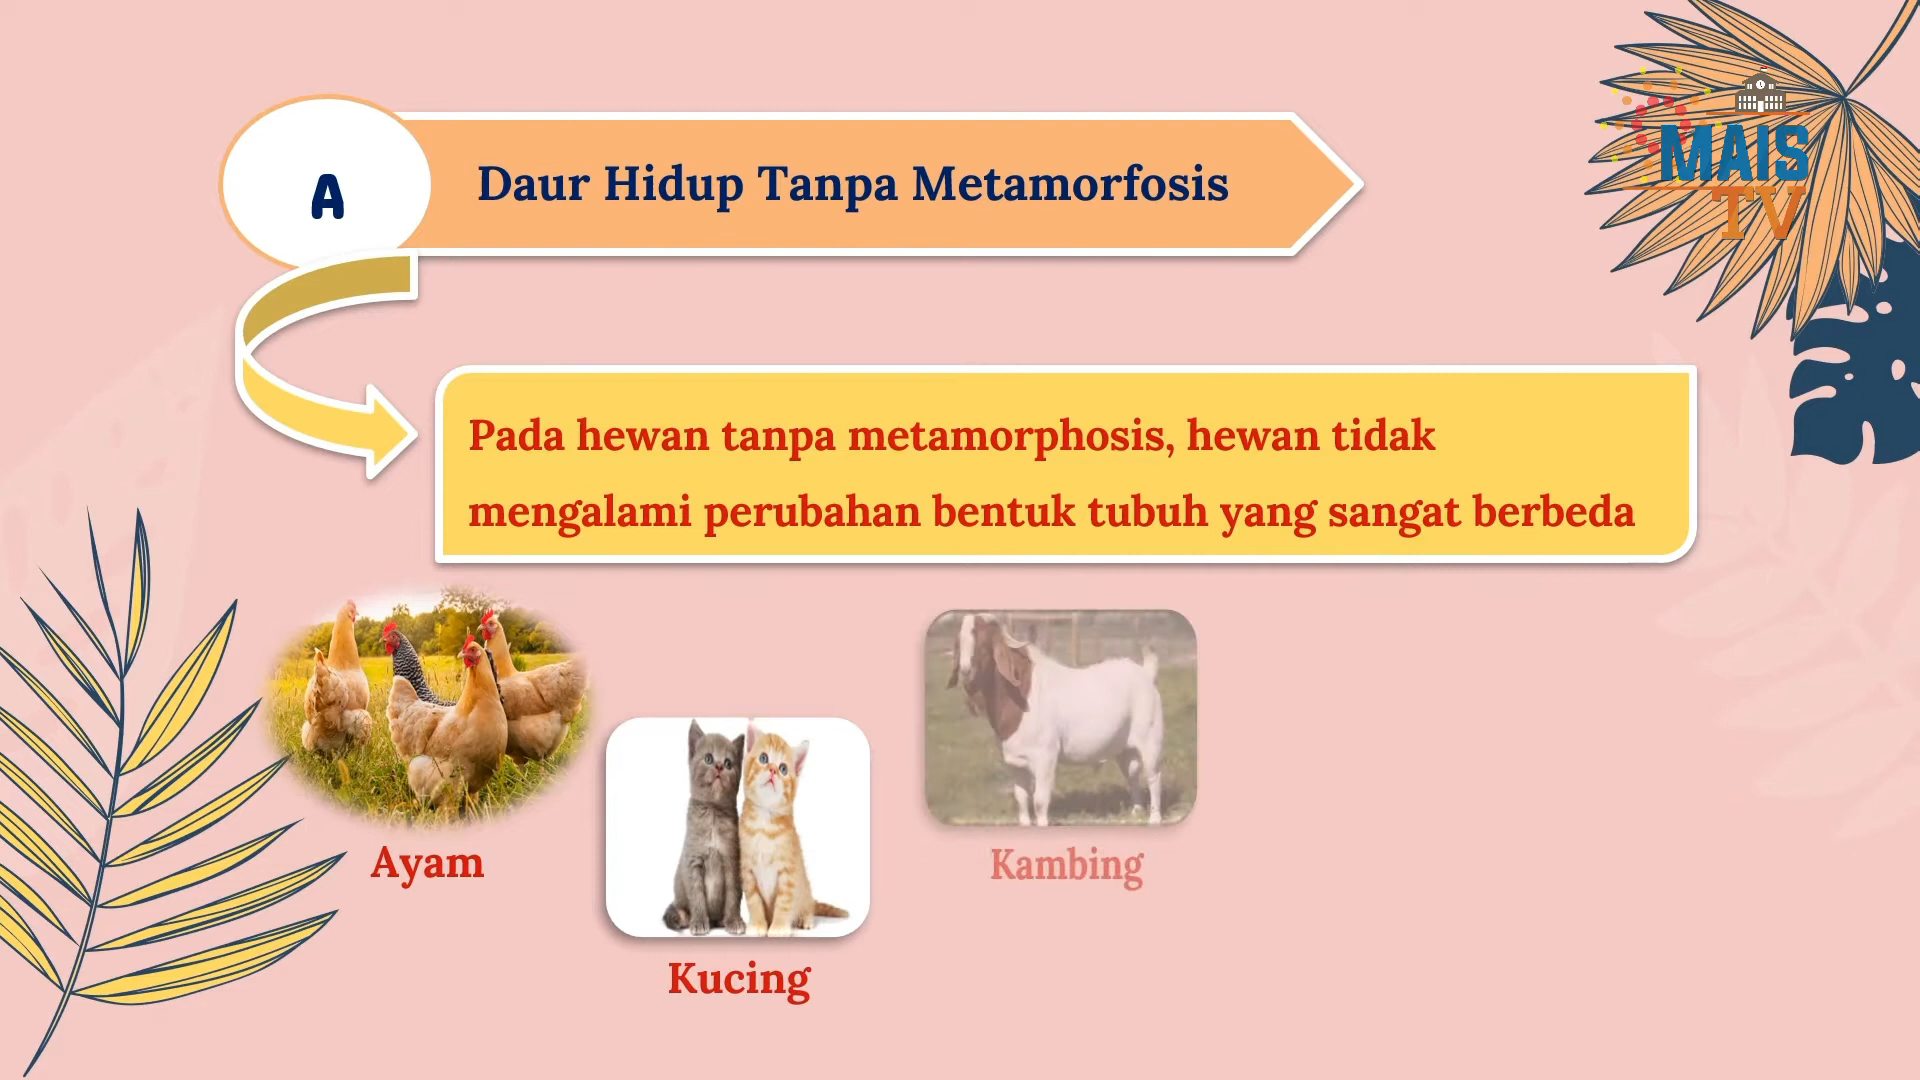 A
Daur Hidup Tanpa Metamorfosis
MAIS
TV
Pada hewan tanpa metamorphosis, hewan tidak
mengalami perubahan bentuk tubuh yang sangat berbeda
Ayam
Kucing
Kambing